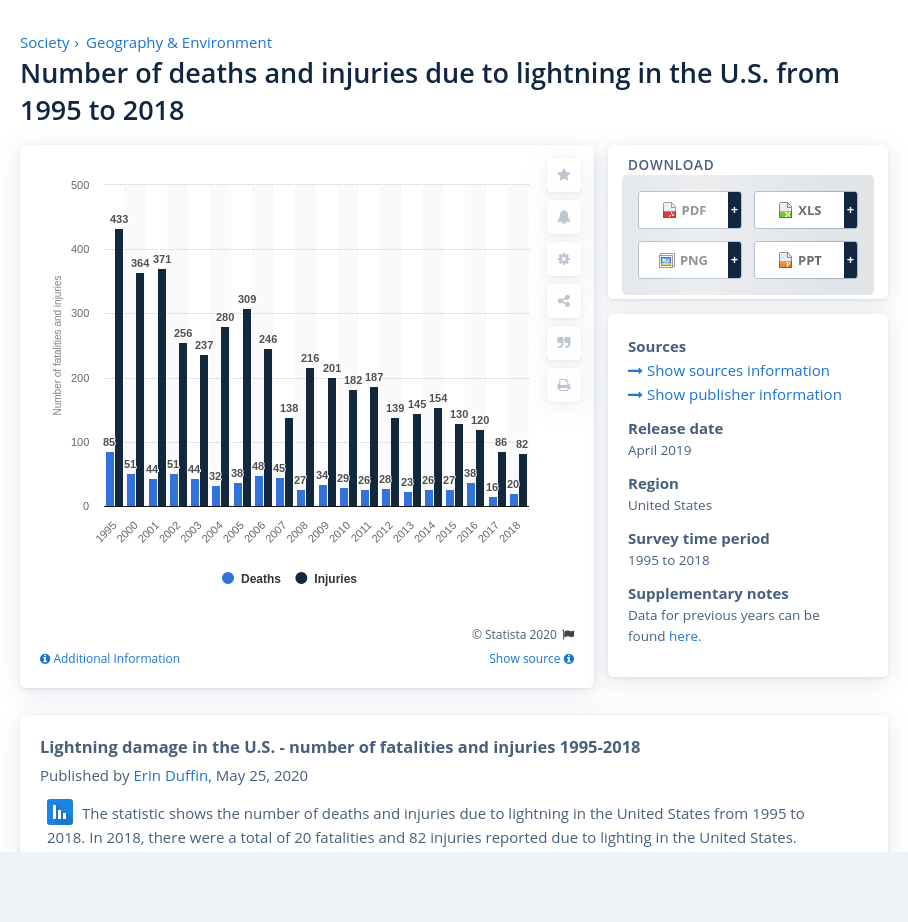 Society › Geography & Environment
Number of deaths and injuries due to lightning in the U.S. from
1995 to 2018
Number of fatalities and injuries
500
400
300
200
100
0
433
364
371
256
237
280
309
246
138
216
201
182
187
139
145
154
130
120
86
82
85
51
44
51
44
32
38
48
45
27
34
29
26
28
23
26
27
38
16
20
1995 2000 2001 2002 2003 2004 2005 2006 2007 2008 2009 2010 2011 2012 2013 2014 2015 2016 2017 2018
Deaths Injuries
© Statista 2020
Additional Information
Show source
DOWNLOAD
PDF + XLS +
PNG + PPT +
Sources
Show sources information
Show publisher information
Release date
April 2019
Region
United States
Survey time period
1995 to 2018
Supplementary notes
Data for previous years can be
found here.
Lightning damage in the U.S. - number of fatalities and injuries 1995-2018
Published by Erin Duffin, May 25, 2020
The statistic shows the number of deaths and injuries due to lightning in the United States from 1995 to
2018. In 2018, there were a total of 20 fatalities and 82 injuries reported due to lighting in the United States.